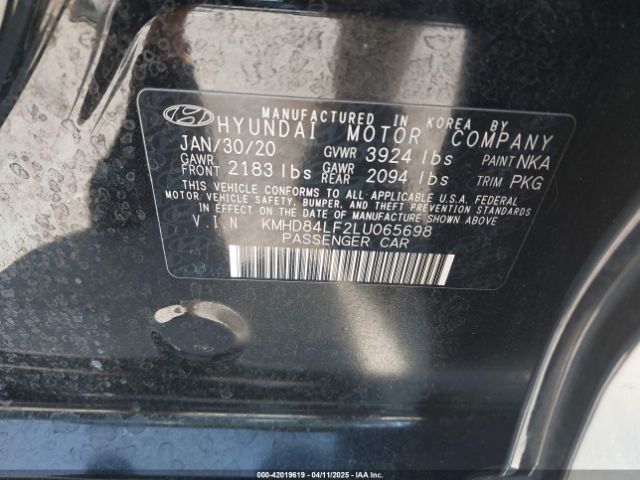 MANUFACTURED IN KOREA BY
HYUNDAI MOTOR COMPANY
JAN/30/20 GVWR 3924 lbs PAINT NKA
GAWR FRONT 2183 lbs GAWR REAR 2094 lbs TRIM PKG
THIS VEHICLE CONFORMS TO ALL APPLICABLE U.S.A. FEDERAL
MOTOR VEHICLE SAFETY, BUMPER, AND THEFT PREVENTION STANDARDS
IN EFFECT ON THE DATE OF MANUFACTURE SHOWN ABOVE
V.I.N KMHD84LF2LU065698
PASSENGER CAR
000-42019619 - 04/11/2025 - IAA Inc.